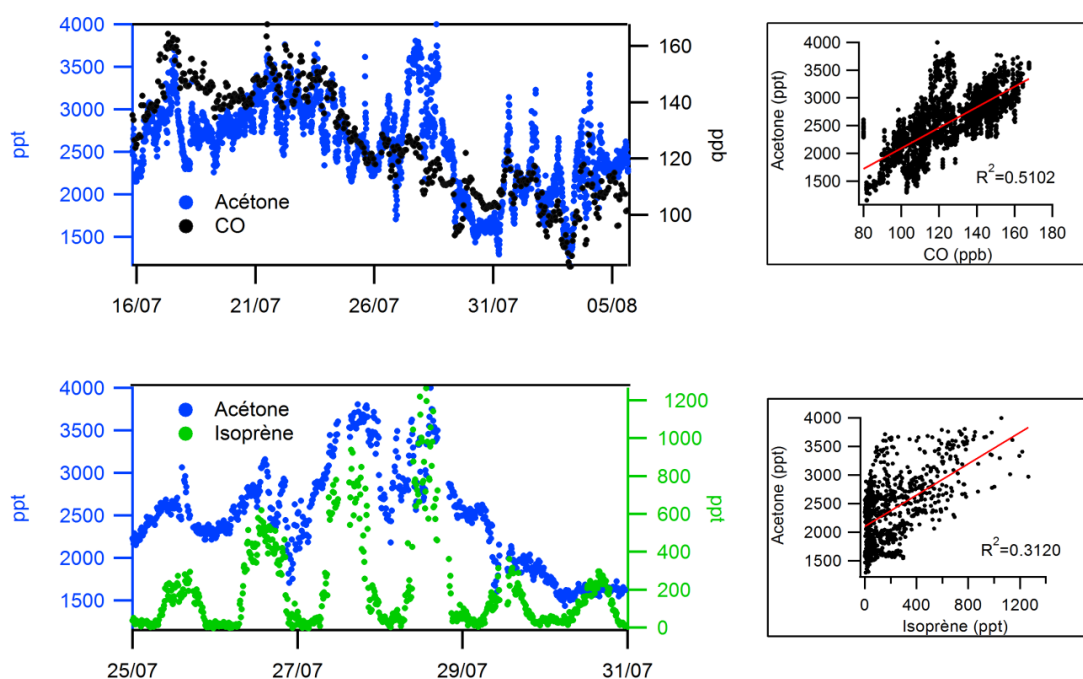 4000
3500
3000
2500
2000
1500
ppt
160
140
120
100
ppb
Acétone
CO
16/07 21/07 26/07 31/07 05/08
4000
3500
3000
2500
2000
1500
Acetone (ppt)
R²=0.5102
80 100 120 140 160 180
CO (ppb)
4000
3500
3000
2500
2000
1500
ppt
1200
1000
800
600
400
200
0
ppt
Acétone
Isoprène
25/07 27/07 29/07 31/07
4000
3500
3000
2500
2000
1500
Acetone (ppt)
R²=0.3120
0 400 800 1200
Isoprène (ppt)